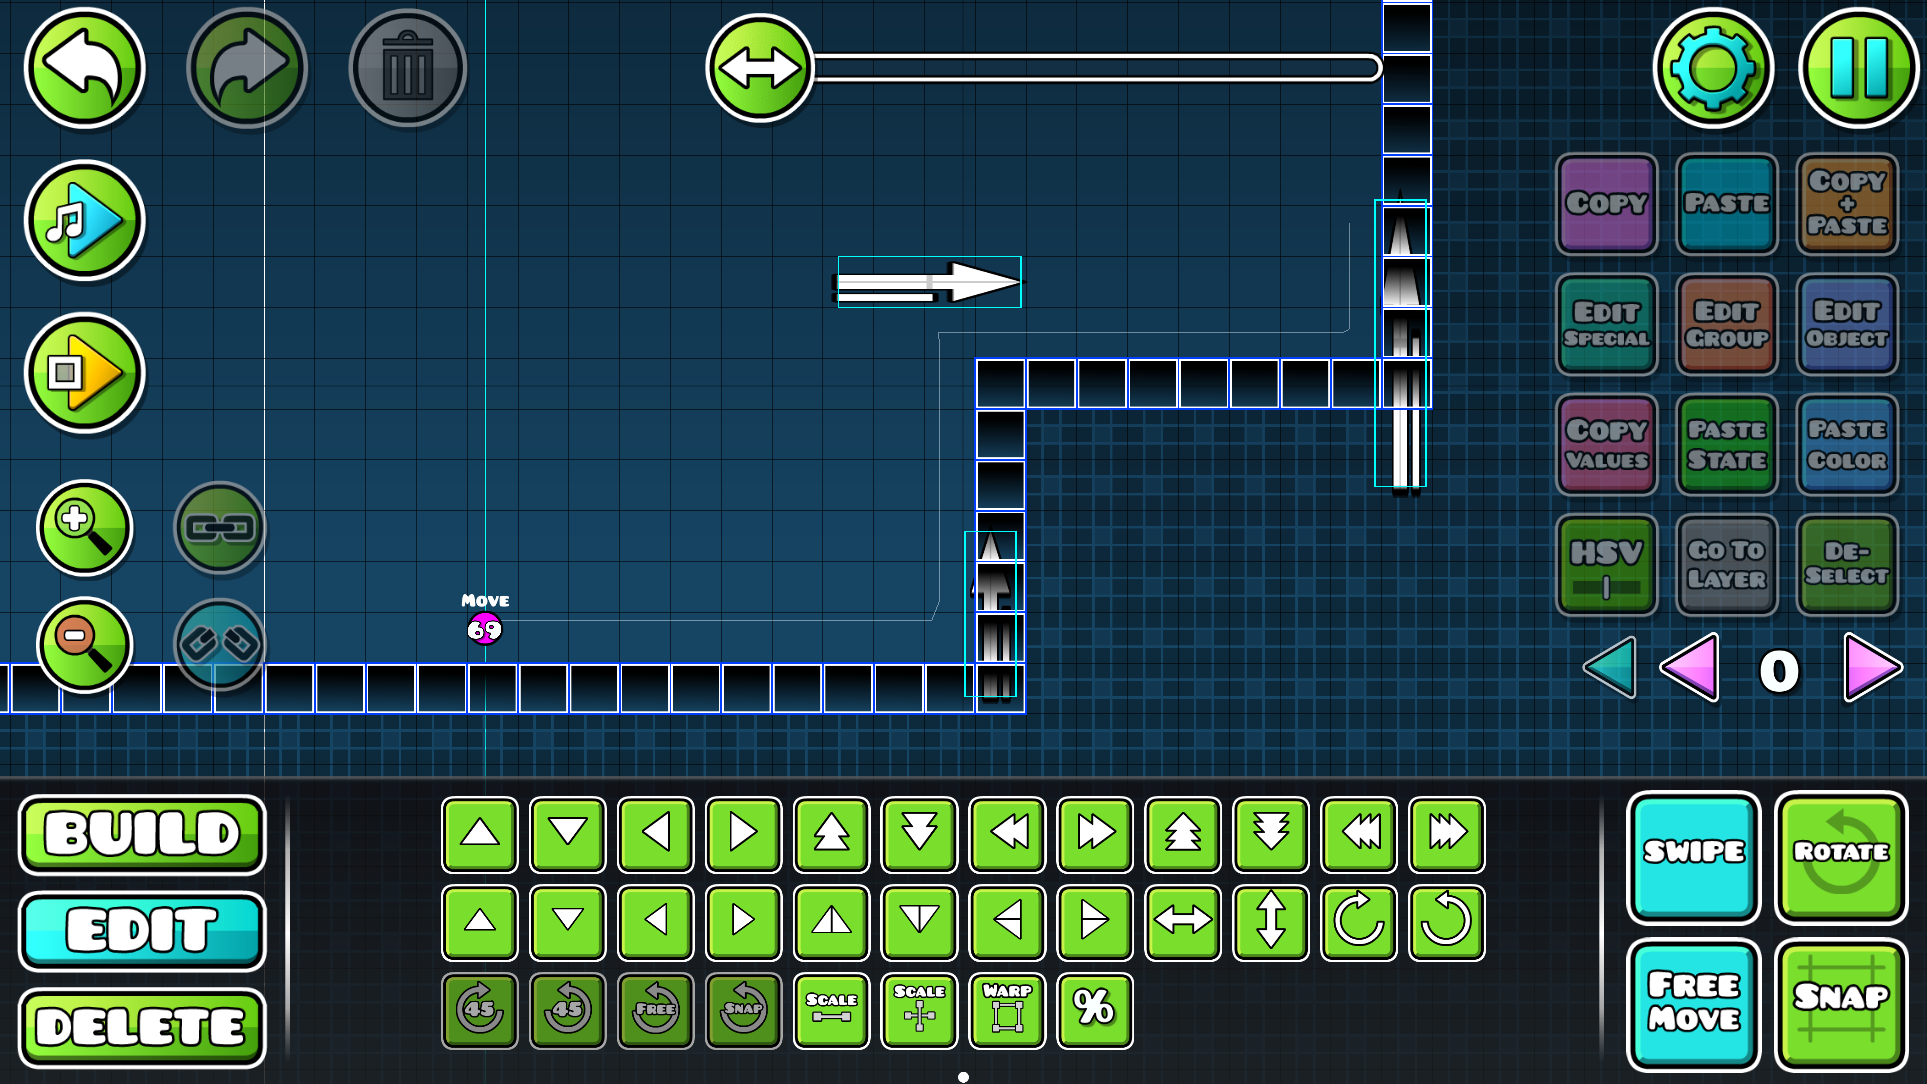 COPY
PASTE
COPY
+
PASTE
EDIT
SPECIAL
EDIT
GROUP
EDIT
OBJECT
COPY
VALUES
PASTE
STATE
PASTE
COLOR
HSV
GO TO
LAYER
DE-
SELECT
MOVE
69
0
BUILD
EDIT
DELETE
45
45
FREE
SNAP
SCALE
SCALE
WARP
%
SWIPE
ROTATE
FREE
MOVE
SNAP